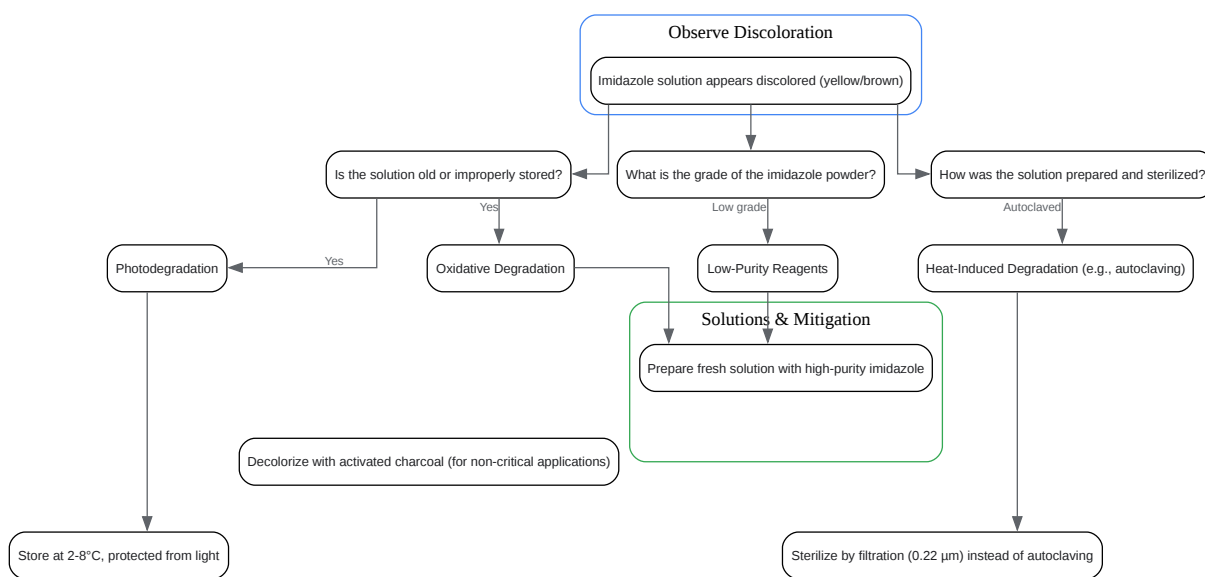 Observe Discoloration
Imidazole solution appears discolored (yellow/brown)
Is the solution old or improperly stored?
What is the grade of the imidazole powder?
How was the solution prepared and sterilized?
Yes
Low grade
Autoclaved
Yes
Photodegradation
Oxidative Degradation
Low-Purity Reagents
Heat-Induced Degradation (e.g., autoclaving)
Solutions & Mitigation
Prepare fresh solution with high-purity imidazole
Decolorize with activated charcoal (for non-critical applications)
Store at 2-8°C, protected from light
Sterilize by filtration (0.22 µm) instead of autoclaving